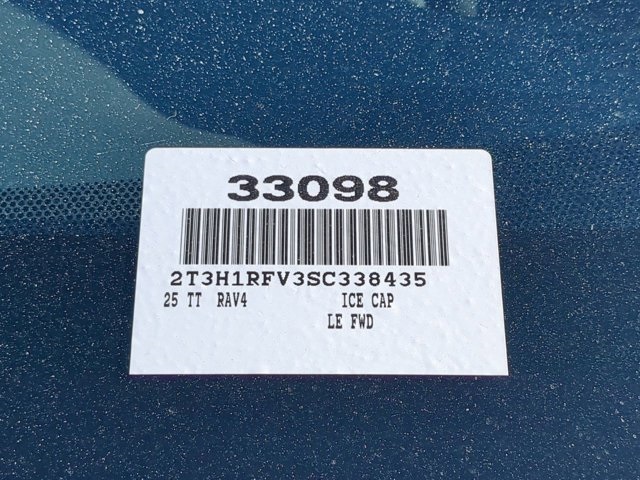 33098
2T3H1RFV3SC338435
25 TT RAV4 ICE CAP
LE FWD